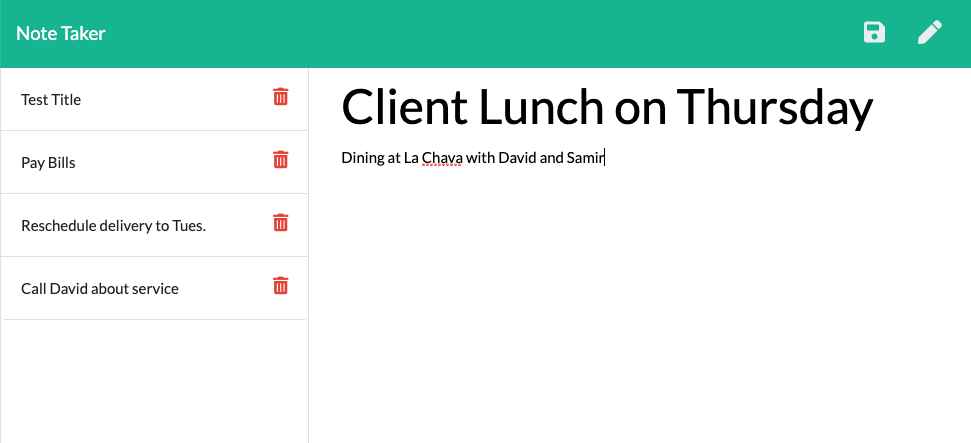 Note Taker
Test Title
Pay Bills
Reschedule delivery to Tues.
Call David about service
Client Lunch on Thursday
Dining at La Chava with David and Samir